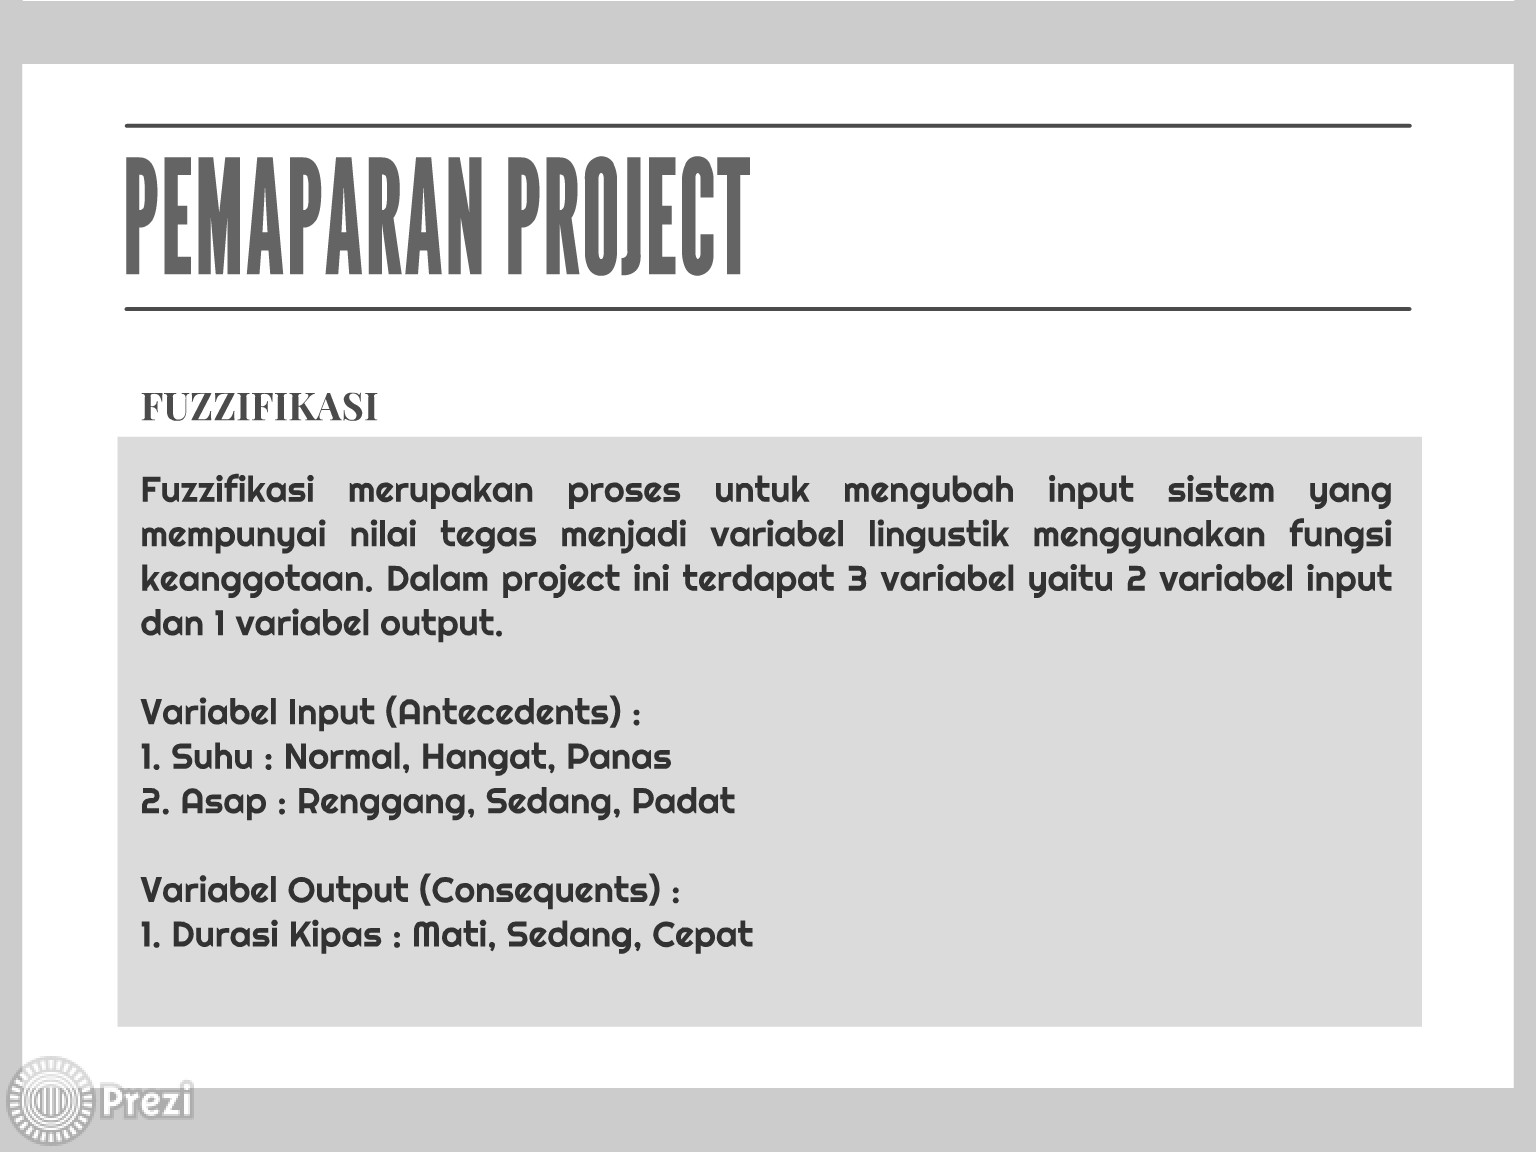 PEMAPARAN PROJECT
FUZZIFIKASI
Fuzzifikasi merupakan proses untuk mengubah input sistem yang
mempunyai nilai tegas menjadi variabel lingustik menggunakan fungsi
keanggotaan. Dalam project ini terdapat 3 variabel yaitu 2 variabel input
dan 1 variabel output.
Variabel Input (Antecedents) :
1. Suhu : Normal, Hangat, Panas
2. Asap : Renggang, Sedang, Padat
Variabel Output (Consequents) :
1. Durasi Kipas : Mati, Sedang, Cepat
Prezi